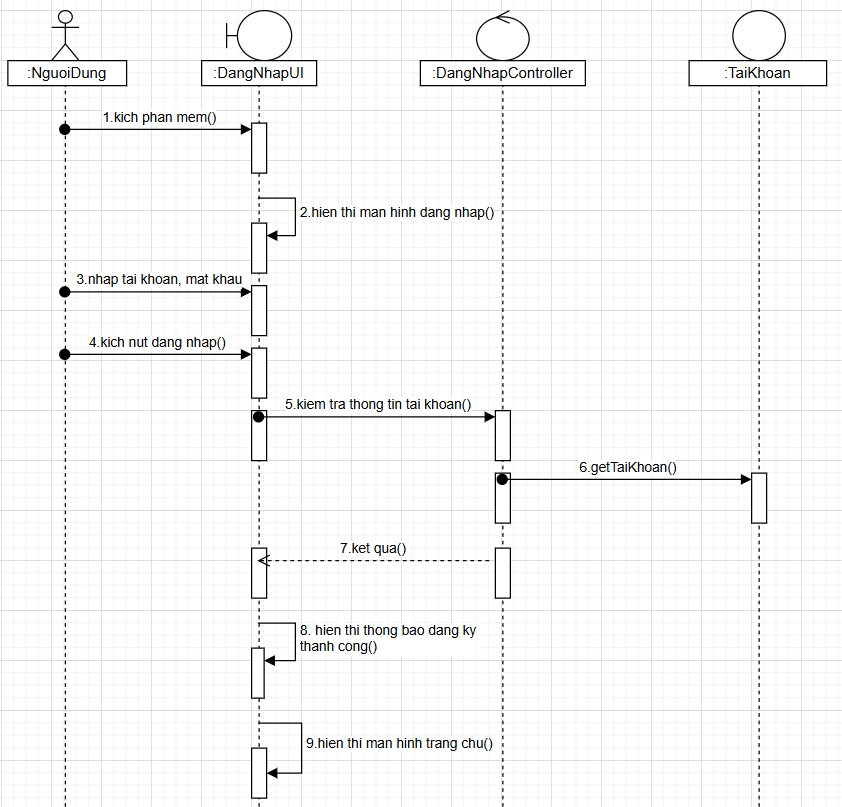 :NguoiDung
:DangNhapUI
:DangNhapController
:TaiKhoan
1.kich phan mem()
2.hien thi man hinh dang nhap()
3.nhap tai khoan, mat khau
4.kich nut dang nhap()
5.kiem tra thong tin tai khoan()
6.getTaiKhoan()
7.ket qua()
8. hien thi thong bao dang ky
thanh cong()
9.hien thi man hinh trang chu()